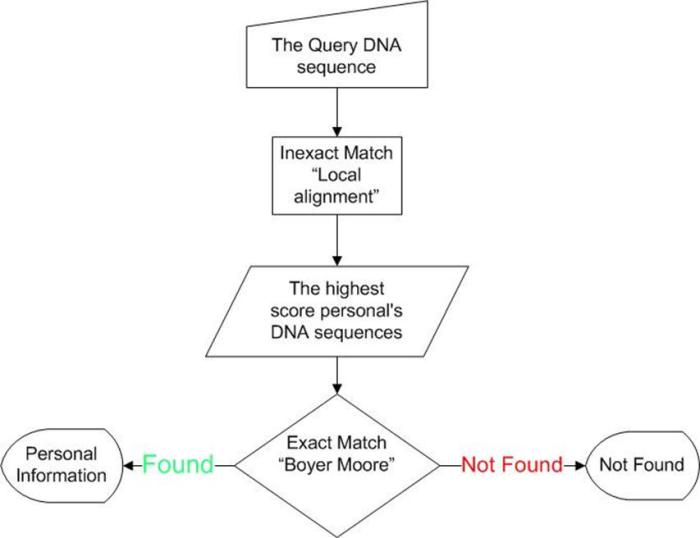 The Query DNA
sequence
Inexact Match
“Local
alignment”
The highest
score personal's
DNA sequences
Exact Match
“Boyer Moore”
Personal
Information
Found
Not Found
Not Found